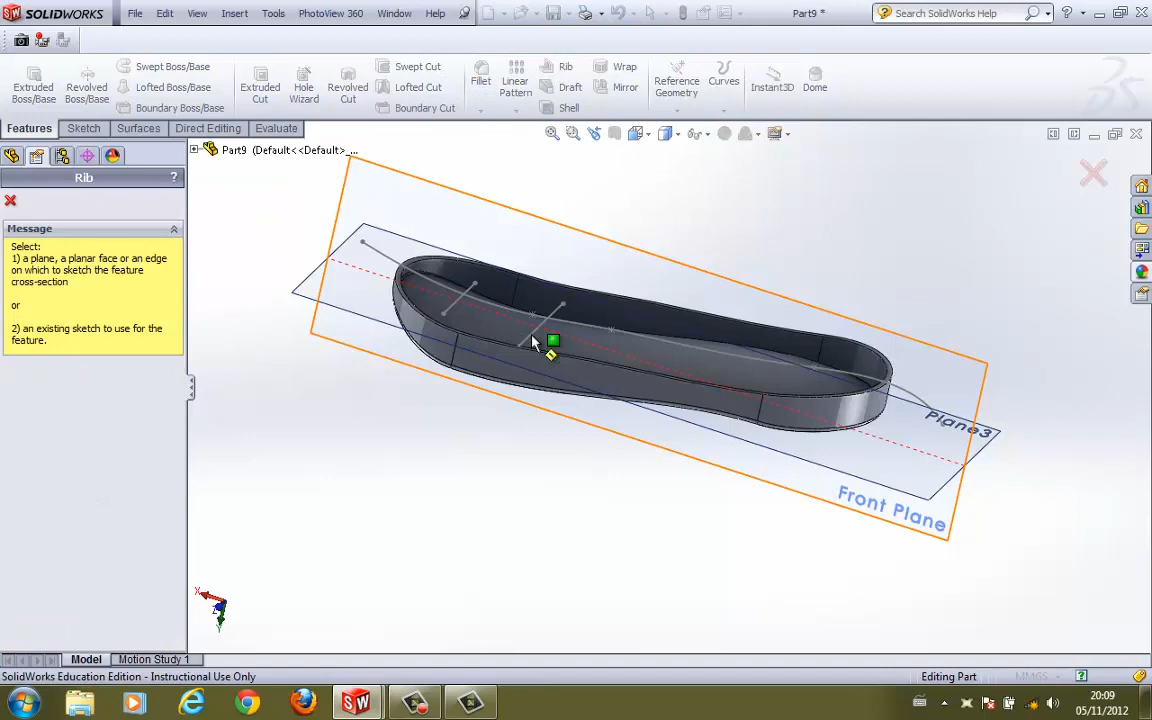 SOLIDWORKS File Edit View Insert Tools PhotoView 360 Window Help Part9 * Search SolidWorks Help
Extruded Boss/Base
Revolved Boss/Base
Swept Boss/Base
Lofted Boss/Base
Boundary Boss/Base
Extruded Cut
Hole Wizard
Revolved Cut
Swept Cut
Lofted Cut
Boundary Cut
Fillet
Linear Pattern
Rib
Draft
Shell
Wrap
Mirror
Reference Geometry
Curves
Instant3D
Dome
Features Sketch Surfaces Direct Editing Evaluate
Part9 (Default<<Default>_...
Rib ?
Message
Select:
1) a plane, a planar face or an edge
on which to sketch the feature
cross-section
or
2) an existing sketch to use for the
feature.
Plane3
Front Plane
X
Y
Z
Model Motion Study 1
SolidWorks Education Edition - Instructional Use Only Editing Part MMGS
20:09
05/11/2012